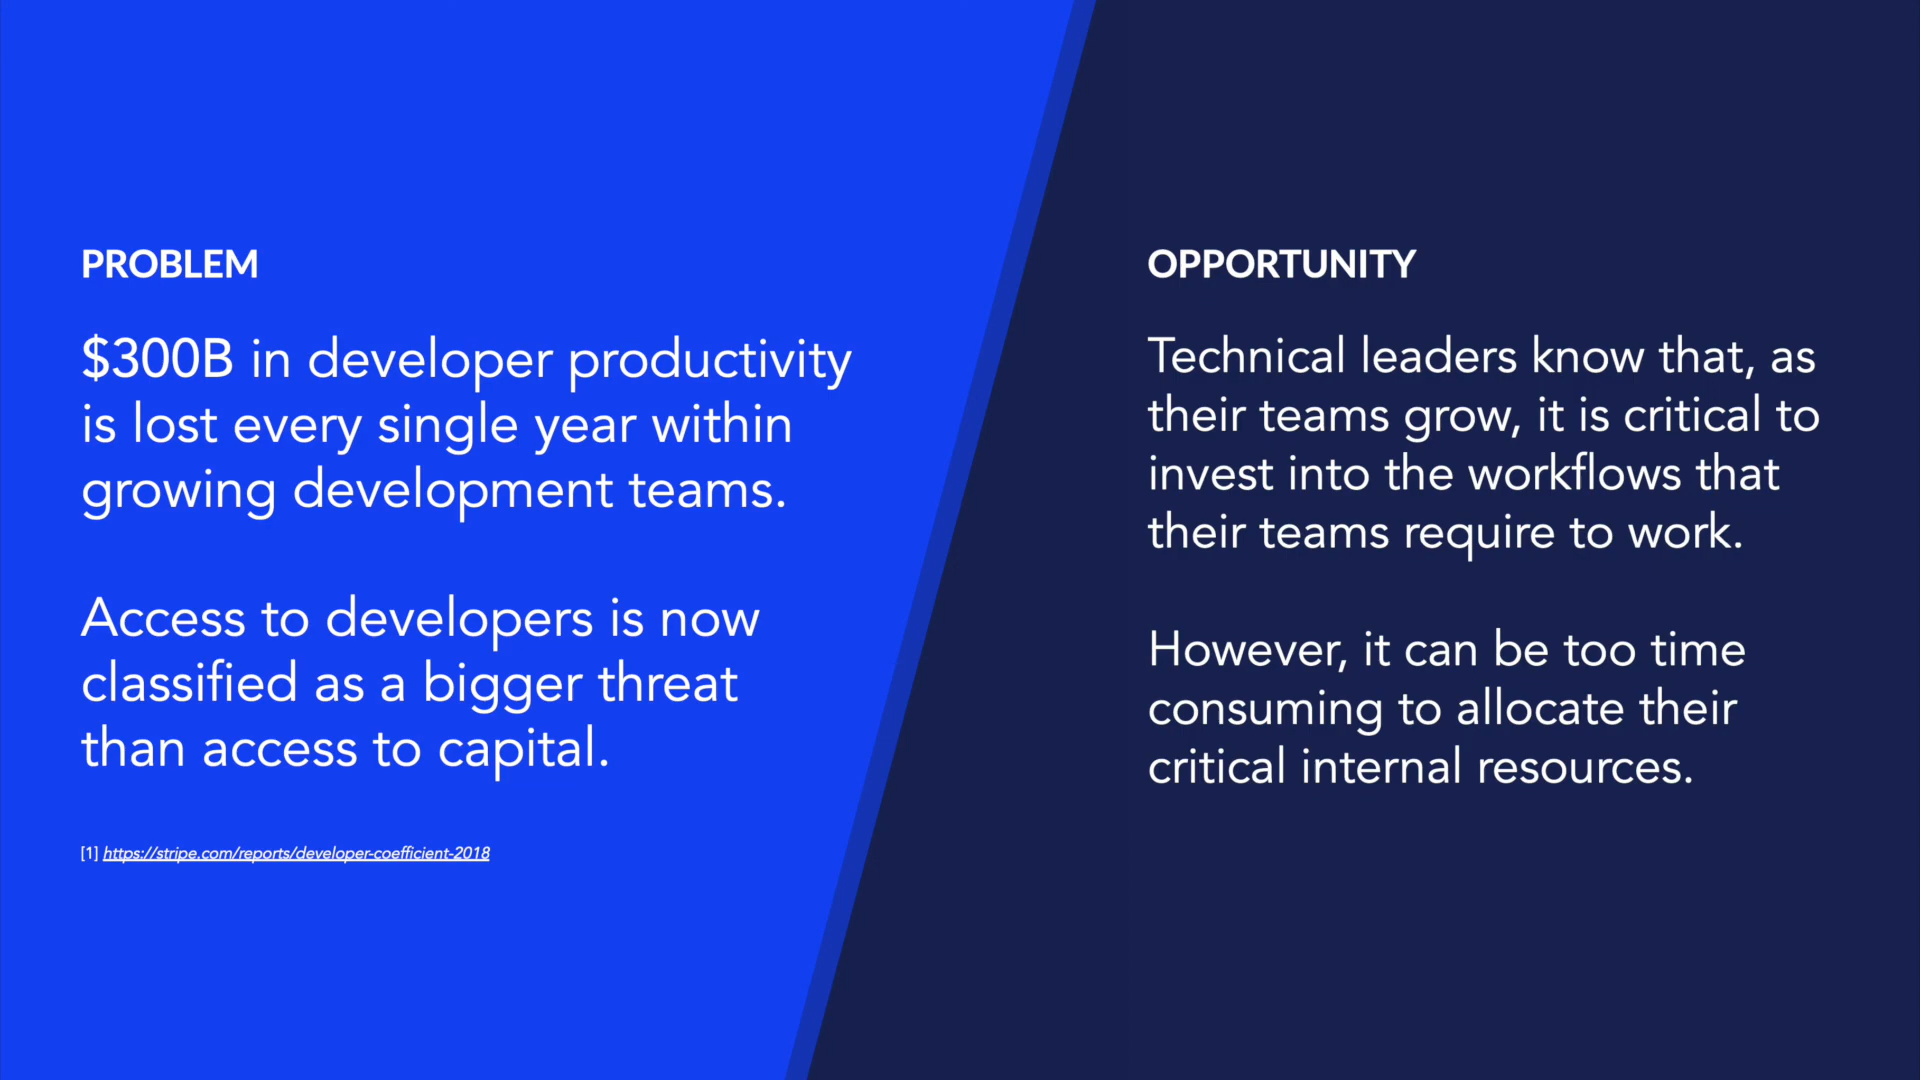 PROBLEM
$300B in developer productivity
is lost every single year within
growing development teams.
Access to developers is now
classified as a bigger threat
than access to capital.
[1] https://stripe.com/reports/developer-coefficient-2018
OPPORTUNITY
Technical leaders know that, as
their teams grow, it is critical to
invest into the workflows that
their teams require to work.
However, it can be too time
consuming to allocate their
critical internal resources.